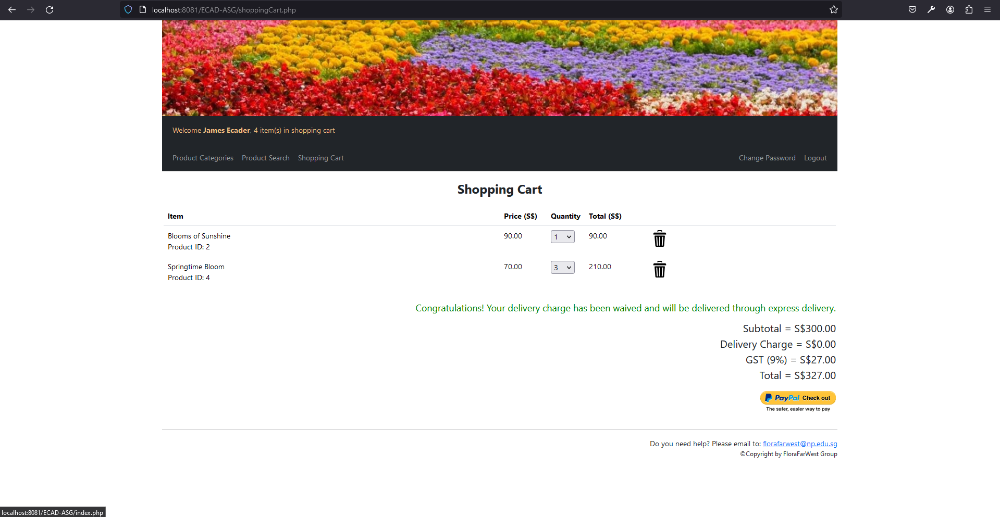 localhost:8081/ECAD-ASG/shoppingCart.php
Welcome James Ecader, 4 item(s) in shopping cart
Product Categories Product Search Shopping Cart Change Password Logout
Shopping Cart
Item Price (S$) Quantity Total (S$)
Blooms of Sunshine 90.00 1 90.00
Product ID: 2
Springtime Bloom 70.00 3 210.00
Product ID: 4
Congratulations! Your delivery charge has been waived and will be delivered through express delivery.
Subtotal = S$300.00
Delivery Charge = S$0.00
GST (9%) = S$27.00
Total = S$327.00
PayPal Check out
The safer, easier way to pay
Do you need help? Please email to: florafarwest@np.edu.sg
©Copyright by FloraFarWest Group
localhost:8081/ECAD-ASG/index.php